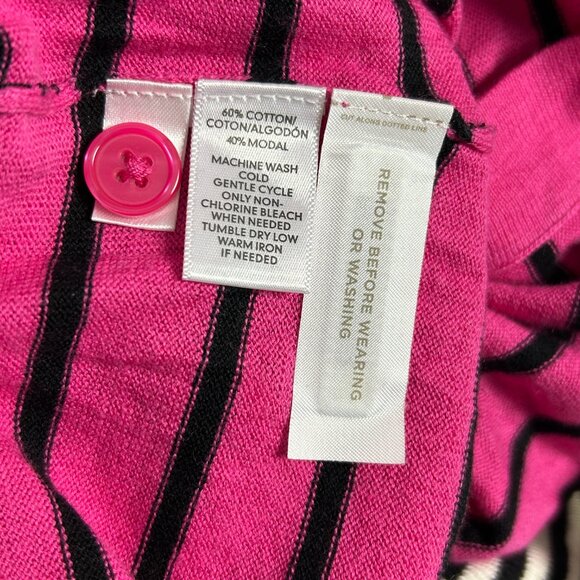 60% COTTON/
COTON/ALGODÓN
40% MODAL
MACHINE WASH
COLD
GENTLE CYCLE
ONLY NON-
CHLORINE BLEACH
WHEN NEEDED
TUMBLE DRY LOW
WARM IRON
IF NEEDED
CUT ALONG DOTTED LINE
REMOVE BEFORE WEARING
OR WASHING